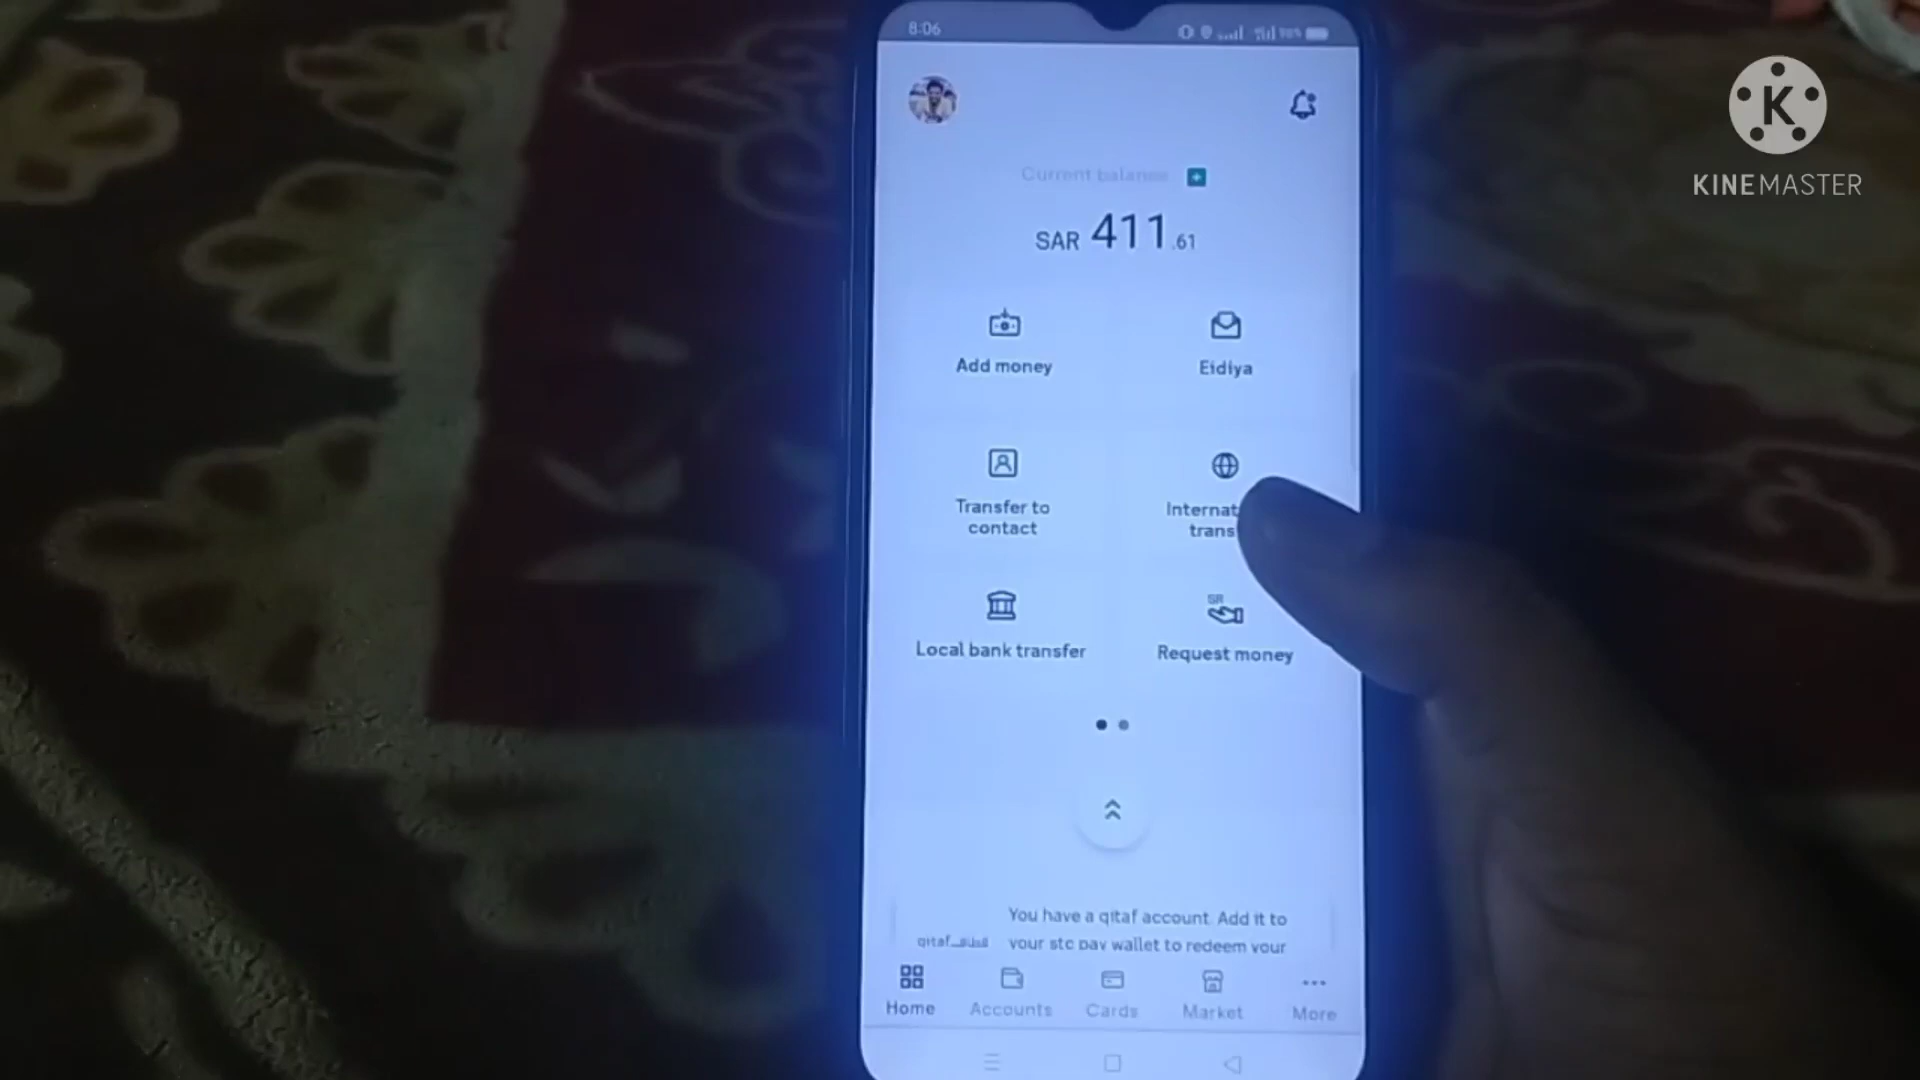 8:06
K
KINEMASTER
Current balance
SAR 411.61
Add money
Eidiya
Transfer to
contact
Internat
trans
Local bank transfer
SR
Request money
You have a qitaf account. Add it to
qitaf
your stc pay wallet to redeem your
Home
Accounts
Cards
Market
More